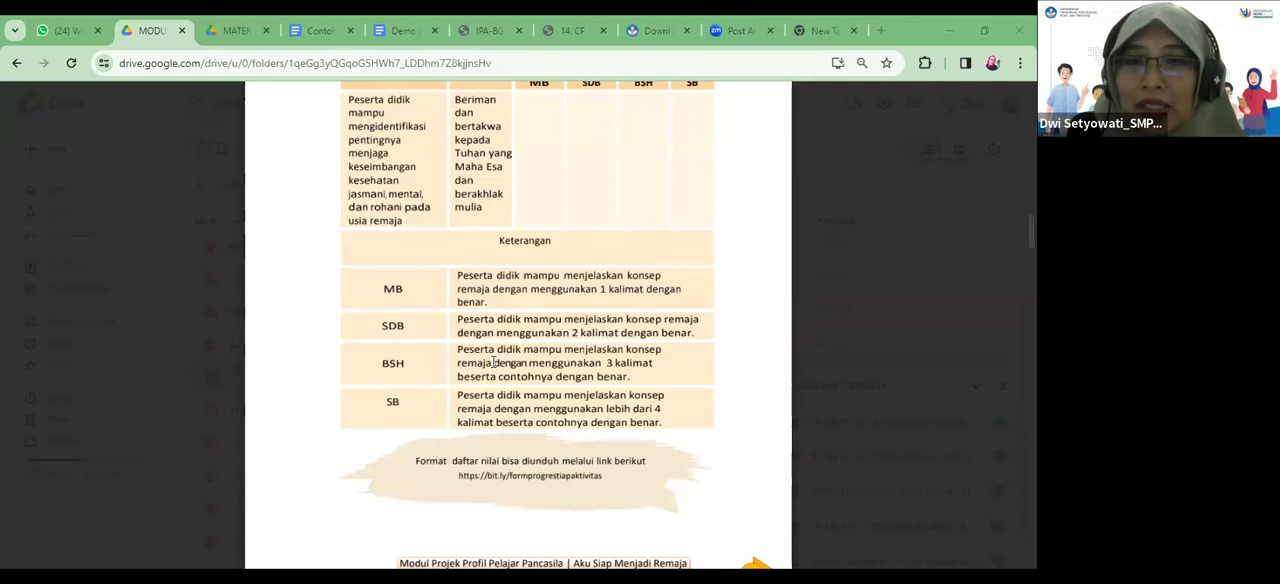 (24) W
MODU
MATER
Contol
Demo
IPA-BG
14. CP
Downl
Post Ar
New Ta
drive.google.com/drive/u/0/folders/1qeGg3yQGqoG5HWh7_LDDhm7Z8kjjnsHv
MB SDB BSH SB
Peserta didik
mampu
mengidentifikasi
pentingnya
menjaga
keseimbangan
kesehatan
jasmani, mental,
dan rohani pada
usia remaja
Beriman
dan
bertakwa
kepada
Tuhan yang
Maha Esa
dan
berakhlak
mulia
Keterangan
MB
Peserta didik mampu menjelaskan konsep
remaja dengan menggunakan 1 kalimat dengan
benar.
SDB
Peserta didik mampu menjelaskan konsep remaja
dengan menggunakan 2 kalimat dengan benar.
BSH
Peserta didik mampu menjelaskan konsep
remaja dengan menggunakan 3 kalimat
beserta contohnya dengan benar.
SB
Peserta didik mampu menjelaskan konsep
remaja dengan menggunakan lebih dari 4
kalimat beserta contohnya dengan benar.
Format daftar nilai bisa diunduh melalui link berikut
https://bit.ly/formprogrestiapaktivitas
Modul Projek Profil Pelajar Pancasila | Aku Siap Menjadi Remaja
Dwi Setyowati_SMP...